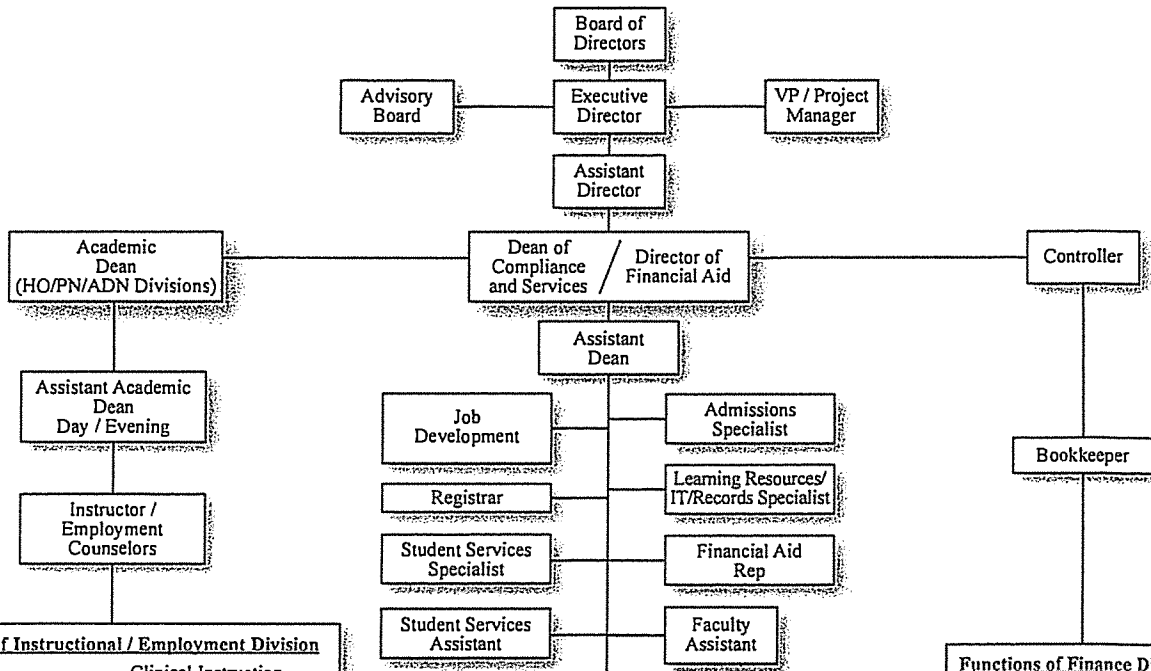 Board of
Directors
Advisory
Board
Executive
Director
VP / Project
Manager
Assistant
Director
Academic
Dean
(HO/PN/ADN Divisions)
Dean of
Compliance
and Services
/
Director of
Financial Aid
Controller
Assistant
Dean
Assistant Academic
Dean
Day / Evening
Job
Development
Admissions
Specialist
Bookkeeper
Registrar
Learning Resources/
IT/Records Specialist
Instructor /
Employment
Counselors
Student Services
Specialist
Financial Aid
Rep
Student Services
Assistant
Faculty
Assistant
f Instructional / Employment Division
Clinical Instruction
Functions of Finance D